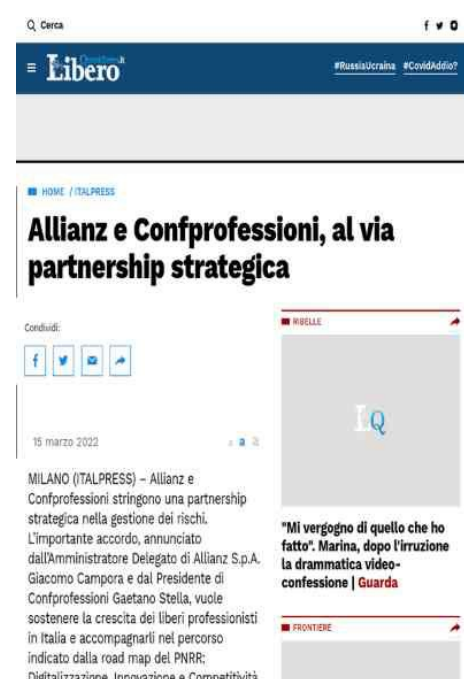 Cerca
Libero
#RussiaUcraina #CovidAddio?
HOME / ITALPRESS
Allianz e Confprofessioni, al via
partnership strategica
Condividi:
15 marzo 2022
a
MILANO (ITALPRESS) – Allianz e
Confprofessioni stringono una partnership
strategica nella gestione dei rischi.
L'importante accordo, annunciato
dall'Amministratore Delegato di Allianz S.p.A.
Giacomo Campora e dal Presidente di
Confprofessioni Gaetano Stella, vuole
sostenere la crescita dei liberi professionisti
in Italia e accompagnarli nel percorso
indicato dalla road map del PNRR:
Digitalizzazione, Innovazione e Competitività
RIBELLE
LQ
"Mi vergogno di quello che ho
fatto". Marina, dopo l'irruzione
la drammatica video-
confessione | Guarda
FRONTIERE